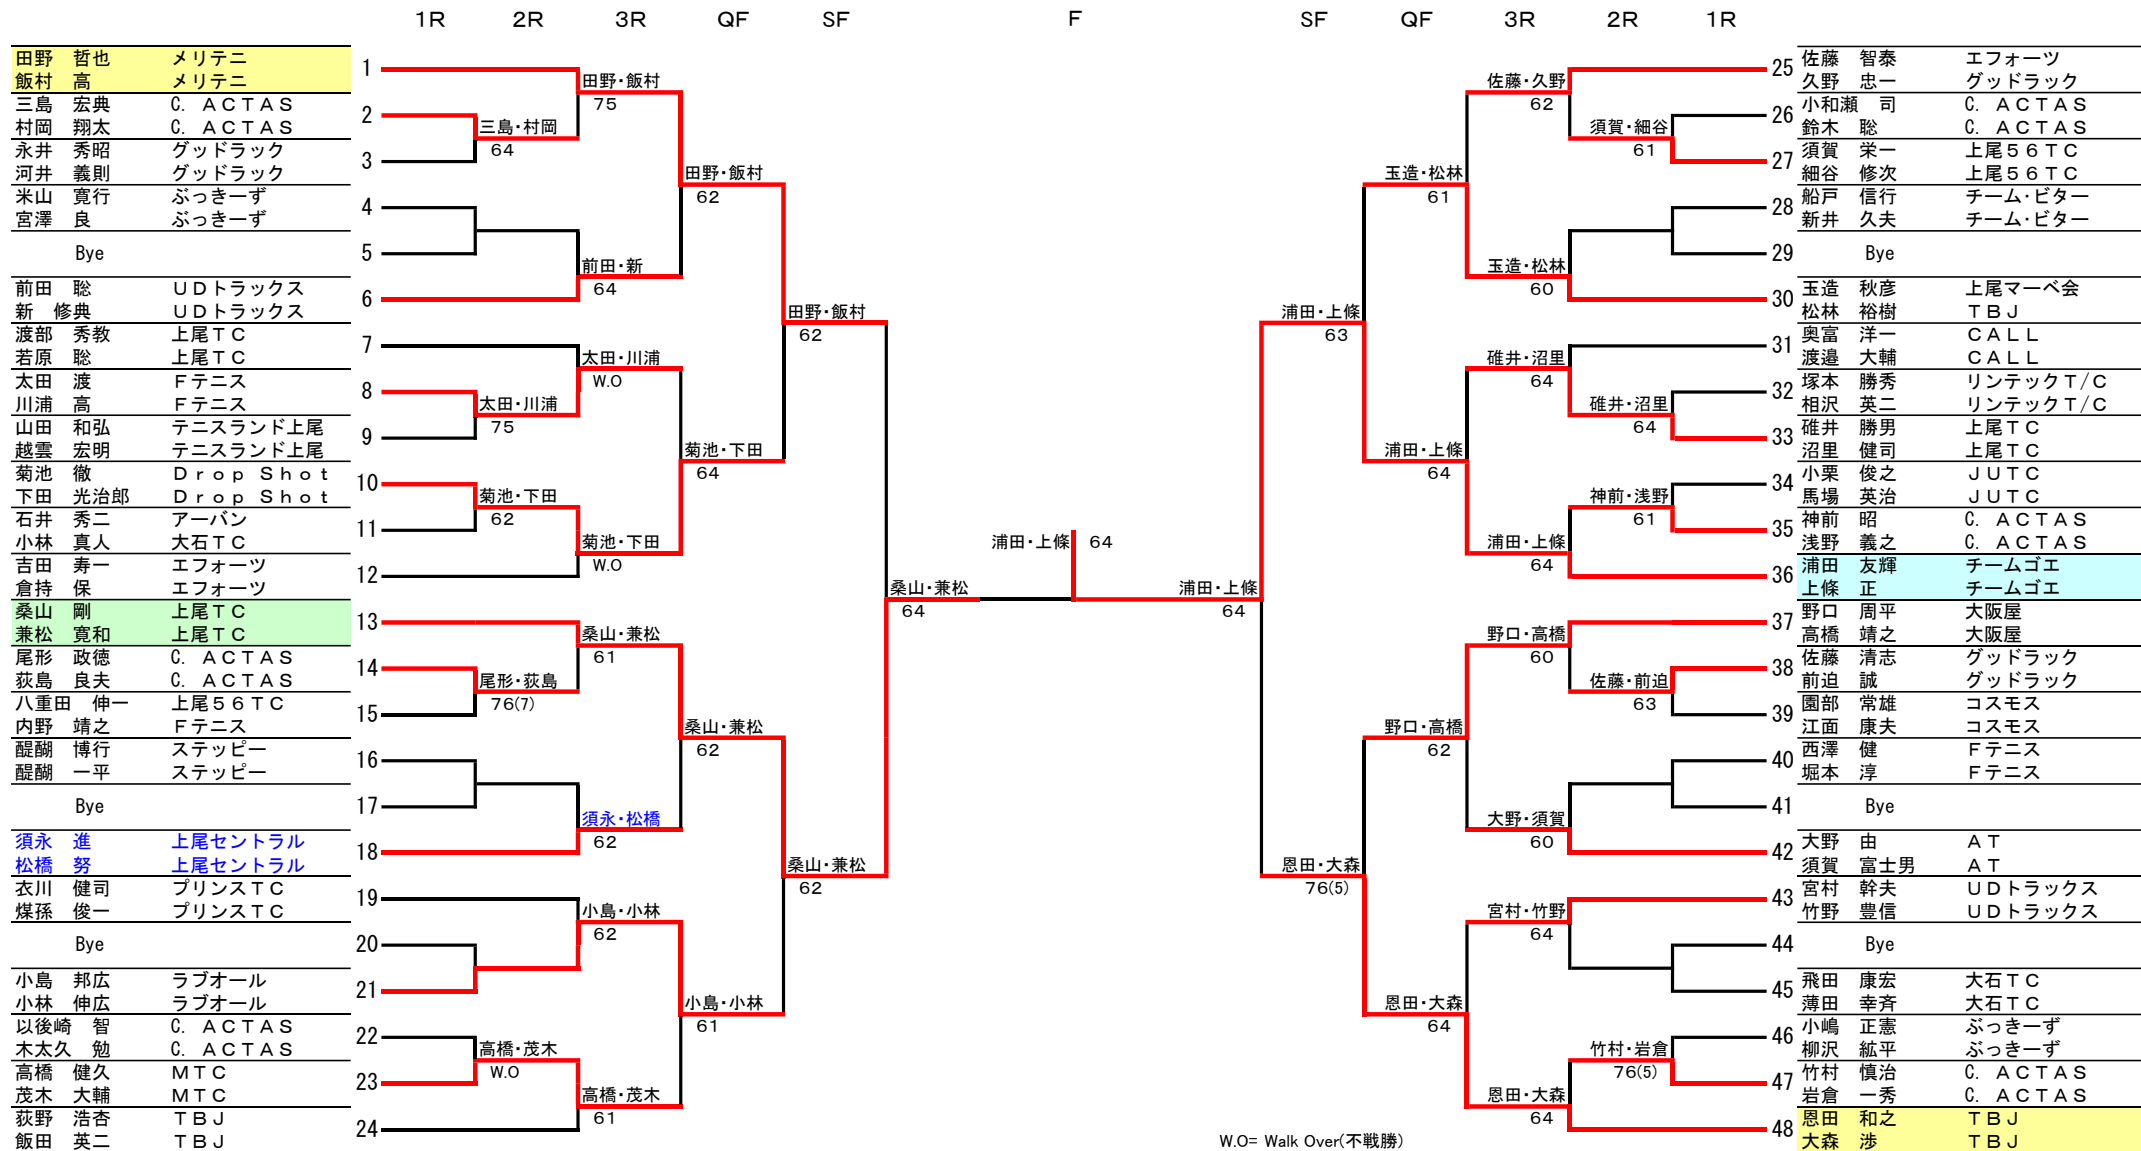 1R 2R 3R QF SF F SF QF 3R 2R 1R
田野 哲也 メリテニ
飯村 高 メリテニ
1
三島 宏典 C. ACTAS
村岡 翔太 C. ACTAS
2
永井 秀昭 グッドラック
河井 義則 グッドラック
3
米山 寛行 ぶっきーず
宮澤 良 ぶっきーず
4
Bye
5
前田 聡 UDトラックス
新 修典 UDトラックス
6
渡部 秀教 上尾TC
若原 聡 上尾TC
7
太田 渡 Fテニス
川浦 高 Fテニス
8
山田 和弘 テニスランド上尾
越雲 宏明 テニスランド上尾
9
菊池 徹 Drop Shot
下田 光治郎 Drop Shot
10
石井 秀二 アーバン
小林 真人 大石TC
11
吉田 寿一 エフォーツ
倉持 保 エフォーツ
12
桑山 剛 上尾TC
兼松 寛和 上尾TC
13
尾形 政徳 C. ACTAS
荻島 良夫 C. ACTAS
14
八重田 伸一 上尾56TC
内野 靖之 Fテニス
15
醍醐 博行 ステッピー
醍醐 一平 ステッピー
16
Bye
17
須永 進 上尾セントラル
松橋 努 上尾セントラル
18
衣川 健司 プリンスTC
煤孫 俊一 プリンスTC
19
Bye
20
小島 邦広 ラブオール
小林 伸広 ラブオール
21
以後崎 智 C. ACTAS
木太久 勉 C. ACTAS
22
高橋 健久 MTC
茂木 大輔 MTC
23
荻野 浩杏 TBJ
飯田 英二 TBJ
24
三島・村岡
64
太田・川浦
75
菊池・下田
62
尾形・荻島
76(7)
高橋・茂木
W.O
田野・飯村
75
前田・新
64
太田・川浦
W.O
菊池・下田
W.O
桑山・兼松
61
須永・松橋
62
小島・小林
62
高橋・茂木
61
田野・飯村
62
菊池・下田
64
桑山・兼松
62
小島・小林
61
田野・飯村
62
桑山・兼松
62
桑山・兼松
64
浦田・上條 64
浦田・上條
64
浦田・上條
63
恩田・大森
76(5)
玉造・松林
61
浦田・上條
64
野口・高橋
62
恩田・大森
64
佐藤・久野
62
玉造・松林
60
碓井・沼里
64
浦田・上條
64
野口・高橋
60
大野・須賀
60
宮村・竹野
64
恩田・大森
64
須賀・細谷
61
碓井・沼里
64
神前・浅野
61
佐藤・前迫
63
竹村・岩倉
76(5)
25
佐藤 智泰 エフォーツ
久野 忠一 グッドラック
26
小和瀬 司 C. ACTAS
鈴木 聡 C. ACTAS
27
須賀 栄一 上尾56TC
細谷 修次 上尾56TC
28
船戸 信行 チーム・ビター
新井 久夫 チーム・ビター
29
Bye
30
玉造 秋彦 上尾マーベ会
松林 裕樹 TBJ
31
奥富 洋一 CALL
渡邉 大輔 CALL
32
塚本 勝秀 リンテックT/C
相沢 英二 リンテックT/C
33
碓井 勝男 上尾TC
沼里 健司 上尾TC
34
小栗 俊之 JUTC
馬場 英治 JUTC
35
神前 昭 C. ACTAS
浅野 義之 C. ACTAS
36
浦田 友輝 チームゴエ
上條 正 チームゴエ
37
野口 周平 大阪屋
高橋 靖之 大阪屋
38
佐藤 清志 グッドラック
前迫 誠 グッドラック
39
園部 常雄 コスモス
江面 康夫 コスモス
40
西澤 健 Fテニス
堀本 淳 Fテニス
41
Bye
42
大野 由 AT
須賀 富士男 AT
43
宮村 幹夫 UDトラックス
竹野 豊信 UDトラックス
44
Bye
45
飛田 康宏 大石TC
薄田 幸斉 大石TC
46
小嶋 正憲 ぶっきーず
柳沢 絋平 ぶっきーず
47
竹村 慎治 C. ACTAS
岩倉 一秀 C. ACTAS
48
恩田 和之 TBJ
大森 渉 TBJ
W.O= Walk Over(不戦勝)